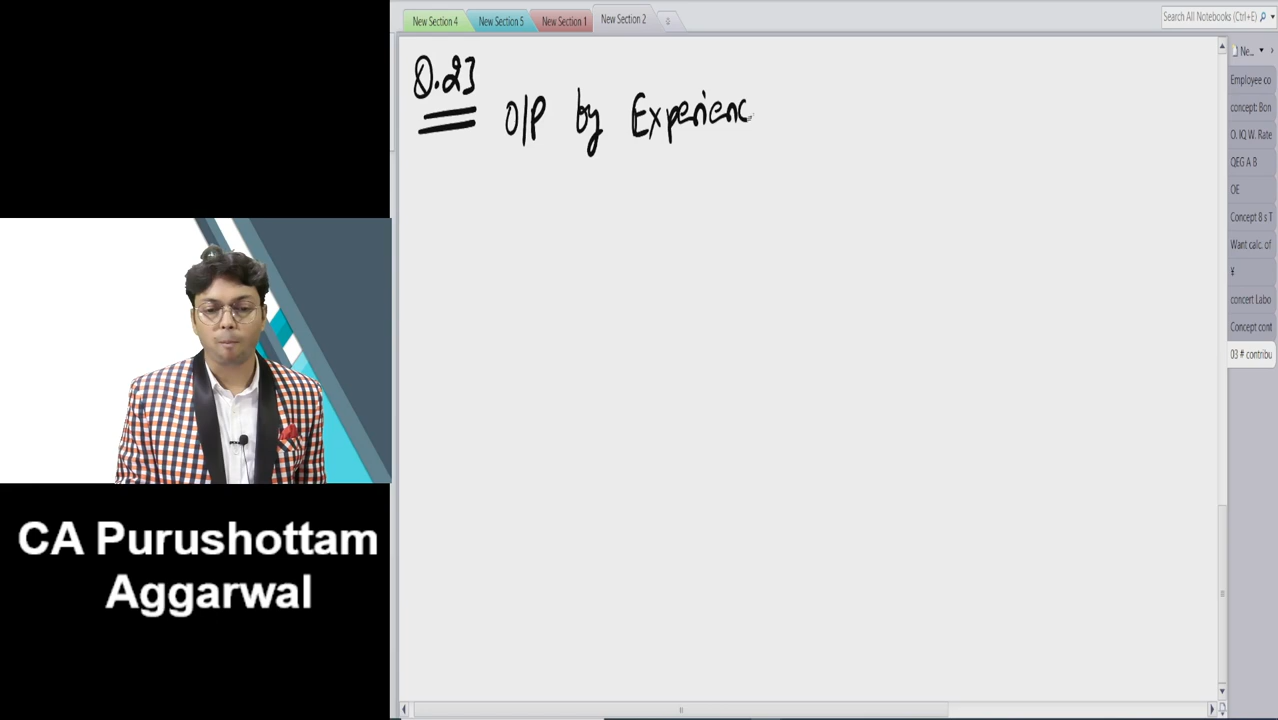 New Section 4
New Section 5
New Section 1
New Section 2
Search All Notebooks (Ctrl+E)
Ne...
Q.23
O/P by Experienc
Employee co
concept: Bon
O. IQ W. Rate
QEG A B
OE
Concept 8 s T
Want calc. of
¥
concert Labo
Concept cont
03 # contribu
CA Purushottam
Aggarwal